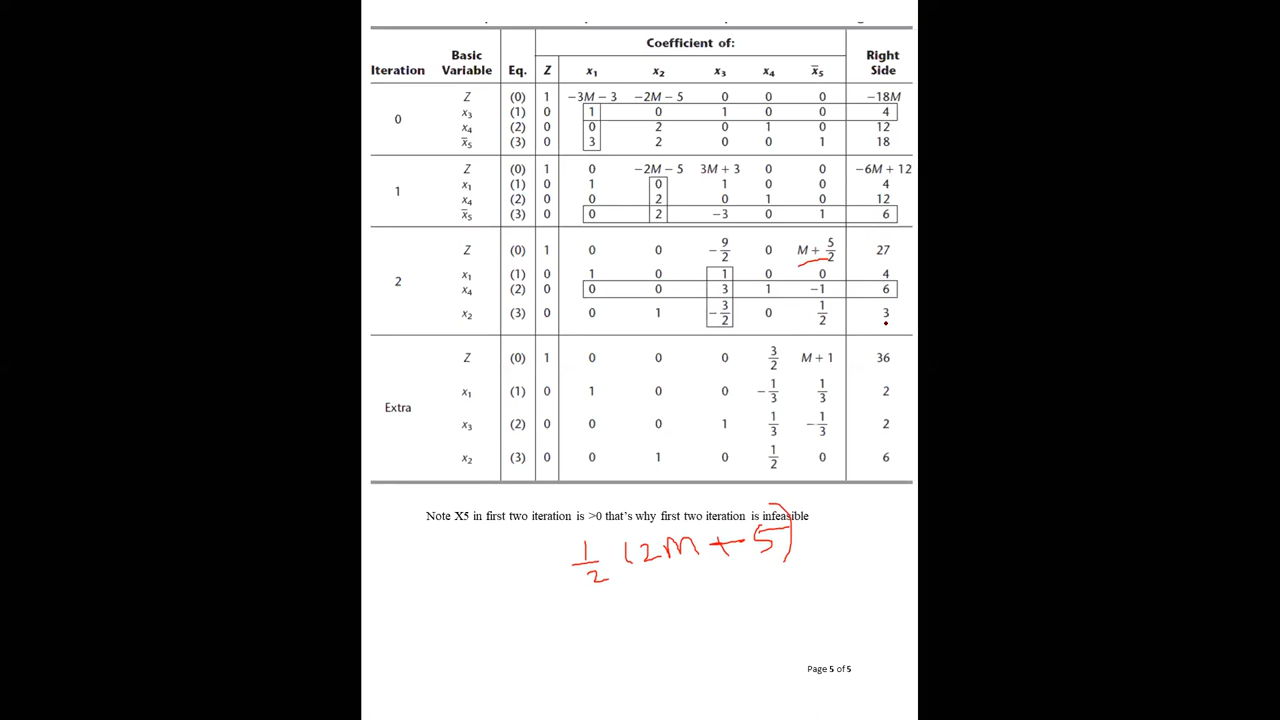 Coefficient of:
Iteration Basic Variable Eq. Z x₁ x₂ x₃ x₄ x̄₅ Right Side
0 Z (0) 1 −3M − 3 −2M − 5 0 0 0 −18M
x₃ (1) 0 1 0 1 0 0 4
x₄ (2) 0 0 2 0 1 0 12
x̄₅ (3) 0 3 2 0 0 1 18
1 Z (0) 1 0 −2M − 5 3M + 3 0 0 −6M + 12
x₁ (1) 0 1 0 1 0 0 4
x₄ (2) 0 0 2 0 1 0 12
x̄₅ (3) 0 0 2 −3 0 1 6
2 Z (0) 1 0 0 −9/2 0 M + 5/2 27
x₁ (1) 0 1 0 1 0 0 4
x₄ (2) 0 0 0 3 1 −1 6
x₂ (3) 0 0 1 −3/2 0 1/2 3
Extra Z (0) 1 0 0 0 3/2 M + 1 36
x₁ (1) 0 1 0 0 −1/3 1/3 2
x₃ (2) 0 0 0 1 1/3 −1/3 2
x₂ (3) 0 0 1 0 1/2 0 6
Note X5 in first two iteration is >0 that’s why first two iteration is infeasible
1/2 (2M + 5)
Page 5 of 5